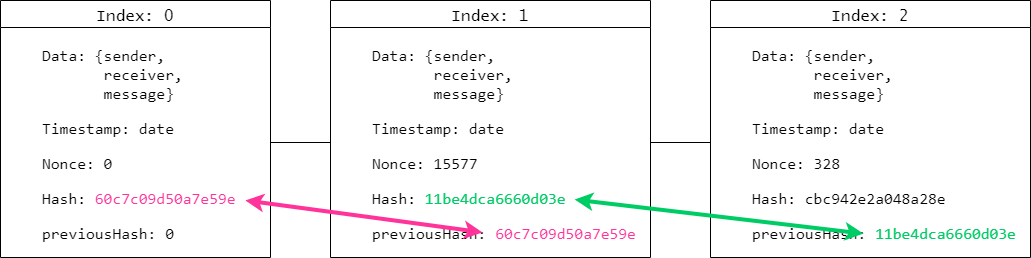 Index: 0
Data: {sender,
receiver,
message}
Timestamp: date
Nonce: 0
Hash: 60c7c09d50a7e59e
previousHash: 0
Index: 1
Data: {sender,
receiver,
message}
Timestamp: date
Nonce: 15577
Hash: 11be4dca6660d03e
previousHash: 60c7c09d50a7e59e
Index: 2
Data: {sender,
receiver,
message}
Timestamp: date
Nonce: 328
Hash: cbc942e2a048a28e
previousHash: 11be4dca6660d03e